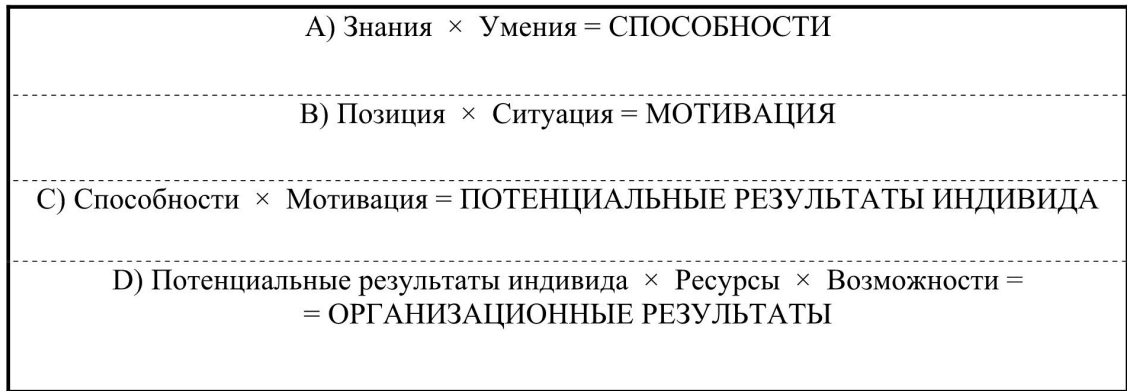 А) Знания × Умения = СПОСОБНОСТИ
В) Позиция × Ситуация = МОТИВАЦИЯ
С) Способности × Мотивация = ПОТЕНЦИАЛЬНЫЕ РЕЗУЛЬТАТЫ ИНДИВИДА
D) Потенциальные результаты индивида × Ресурсы × Возможности =
= ОРГАНИЗАЦИОННЫЕ РЕЗУЛЬТАТЫ